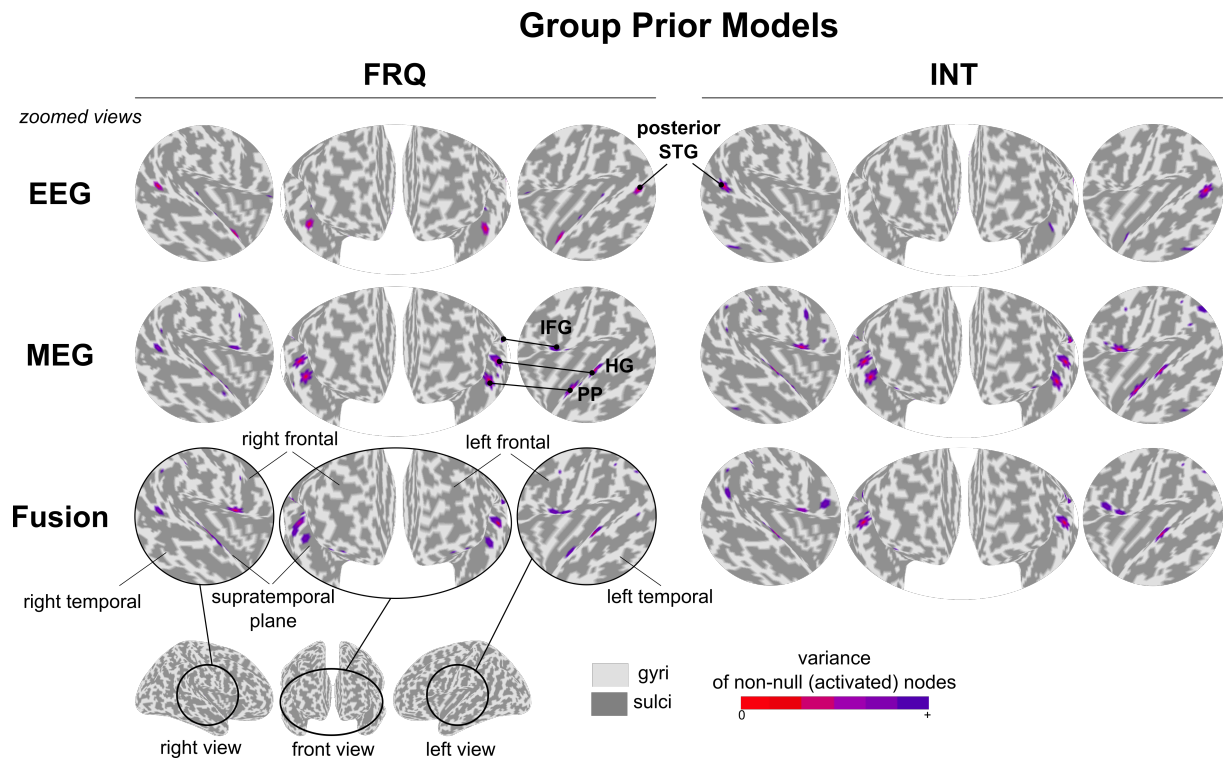 Group Prior Models
FRQ
INT
zoomed views
posterior
STG
EEG
MEG
IFG
HG
PP
right frontal
left frontal
Fusion
right temporal
supratemporal
plane
left temporal
gyri
sulci
variance
of non-null (activated) nodes
0
+
right view
front view
left view